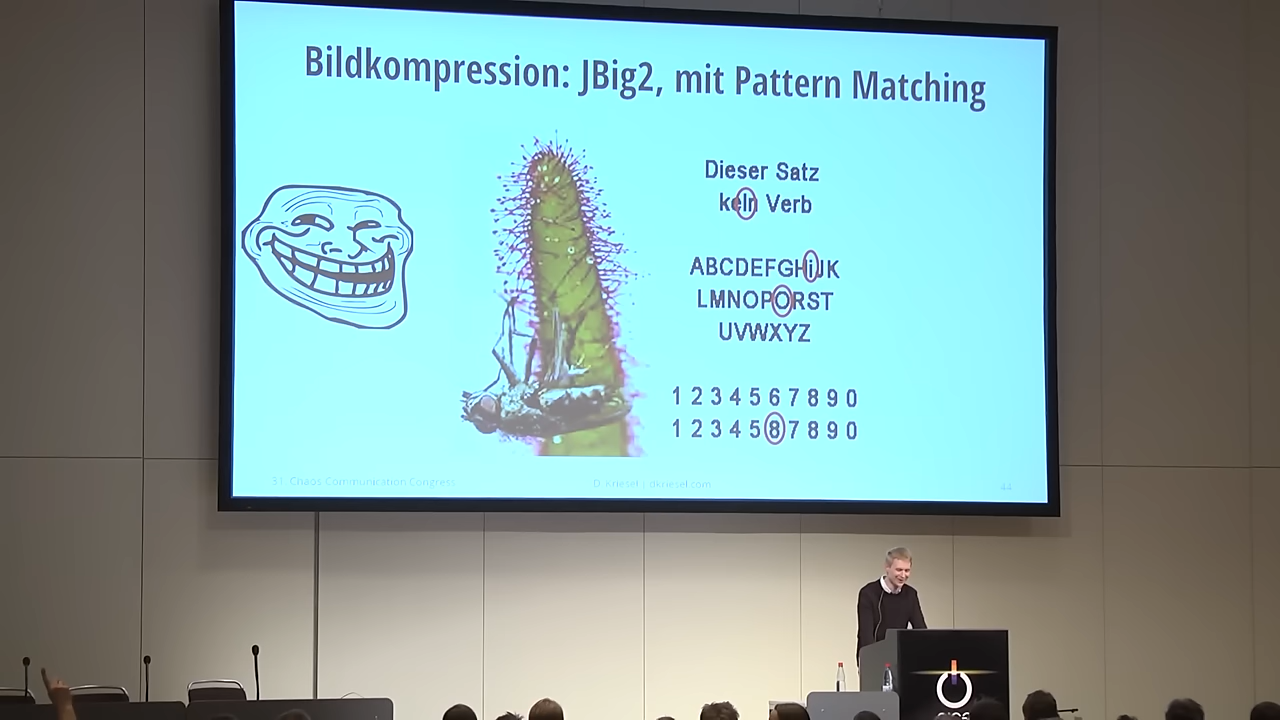 Bildkompression: JBig2, mit Pattern Matching
Dieser Satz
keln Verb
ABCDEFGHiJK
LMNOPORST
UVWXYZ
1 2 3 4 5 6 7 8 9 0
1 2 3 4 5 8 7 8 9 0
31. Chaos Communication Congress
D. Kriesel | dkriesel.com
44